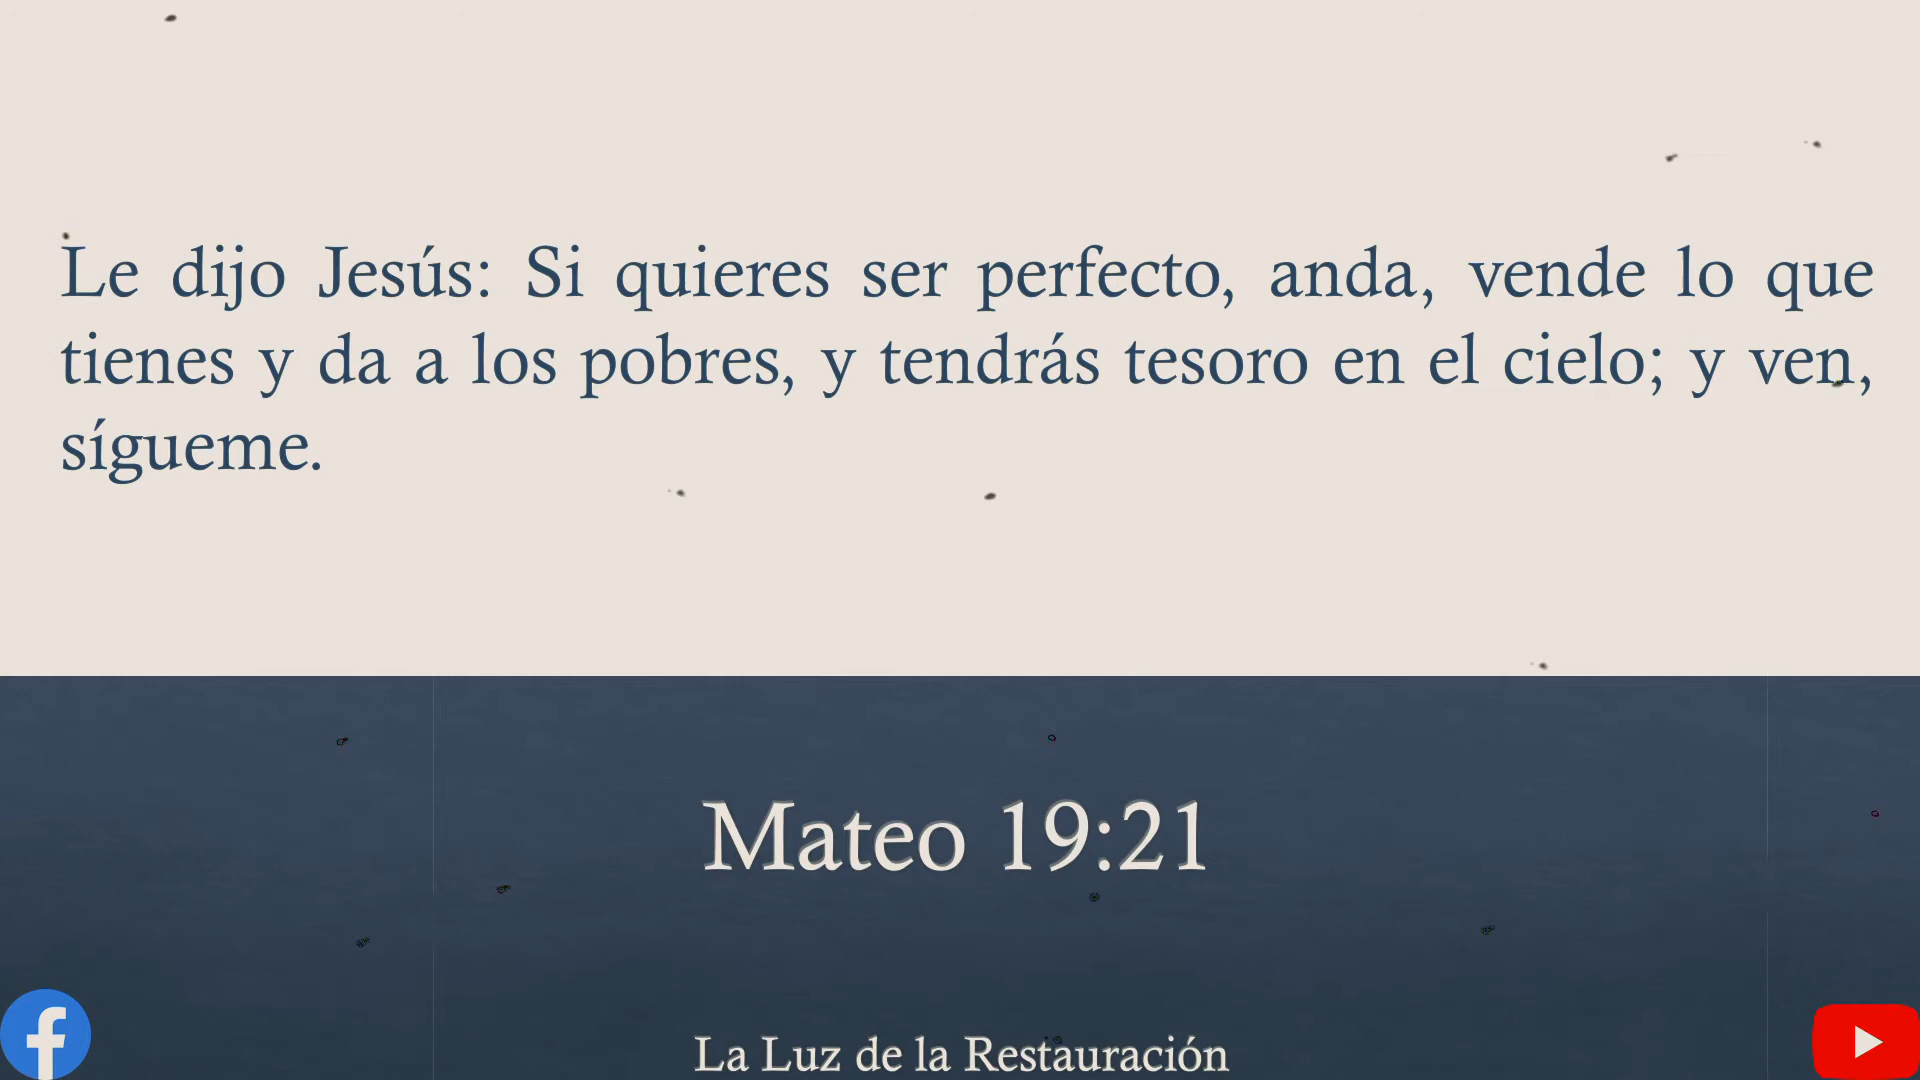 Le dijo Jesús: Si quieres ser perfecto, anda, vende lo que
tienes y da a los pobres, y tendrás tesoro en el cielo; y ven,
sígueme.
Mateo 19:21
La Luz de la Restauración